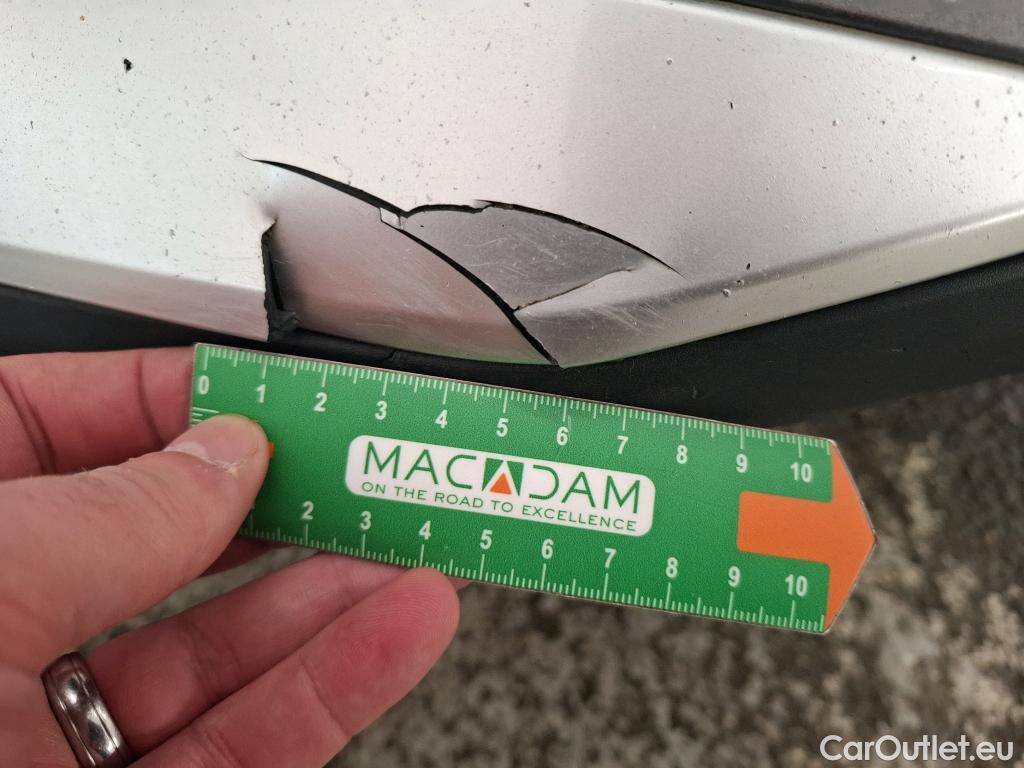 0 1 2 3 4 5 6 7 8 9 10
MACADAM
ON THE ROAD TO EXCELLENCE
2 3 4 5 6 7 8 9 10
CarOutlet.eu